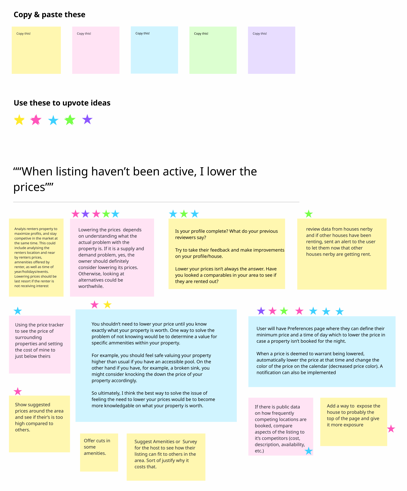 Copy & paste these
Copy this!
Copy this!
Copy this!
Copy this!
Copy this!
Use these to upvote ideas
""When listing haven't been active, I lower the
prices""
Analyze renters property to
maximize profits, and stay
competive in the market at
the same time. This could
include analyzing the
renters location and near
by renters prices,
ammenities offered by
renter, as well as time of
year/holidays/events.
Lowering prices should be
last resort if the renter is
not receiving interest
Lowering the prices depends
on understanding what the
actual problem with the
property is. If it is a supply and
demand problem, yes, the
owner should definitely
consider lowering its prices.
Otherwise, looking at
alternatives could be
worthwhile.
Is your profile complete? What do your previous
reviewers say?
Try to take their feedback and make improvements
on your profile/house.
Lower your prices isn't always the answer. Have
you looked a comparables in your area to see if
they are rented out?
review data from houses nerby
and if other houses have been
renting, send an alert to the user
to let them now that other
houses nerby are getting rent.
Using the price-tracker
to see the price of
surrounding
properties and setting
the cost of mine to
just below theirs
You shouldn't need to lower your price until you know
exactly what your property is worth. One way to solve the
problem of not knowing would be to determine a value for
specific ammenities within your property.
For example, you should feel safe valuing your property
higher than usual if you have an accessible pool. On the
other hand if you have, for example, a broken sink, you
might consider knocking the down the price of your
property accordingly.
So ultimately, I think the best way to solve the issue of
feeling the need to lower your prices would be to become
more knowledgable on what your property is worth.
User will have Preferences page where they can define their
minimum price and a time of day which to lower the price in
case a property isn't booked for the night.
When a price is deemed to warrant being lowered,
automatically lower the price at that time and change the
color of the price on the calendar (decreased price color). A
notification can also be implemented
Show suggested
prices around the area
and see if theirs is too
high compared to
others.
Offer cuts in
some
amenities.
Suggest Amenities or Survey
for the host to see how their
listing can fit to others in the
area. Sort of justify why it
costs that.
If there is public data
on how frequently
competing locations are
booked, compare
aspects of the listing to
it's competitors (cost,
description, availability,
etc.)
Add a way to expose the
house to probably the
top of the page and give
it more exposure